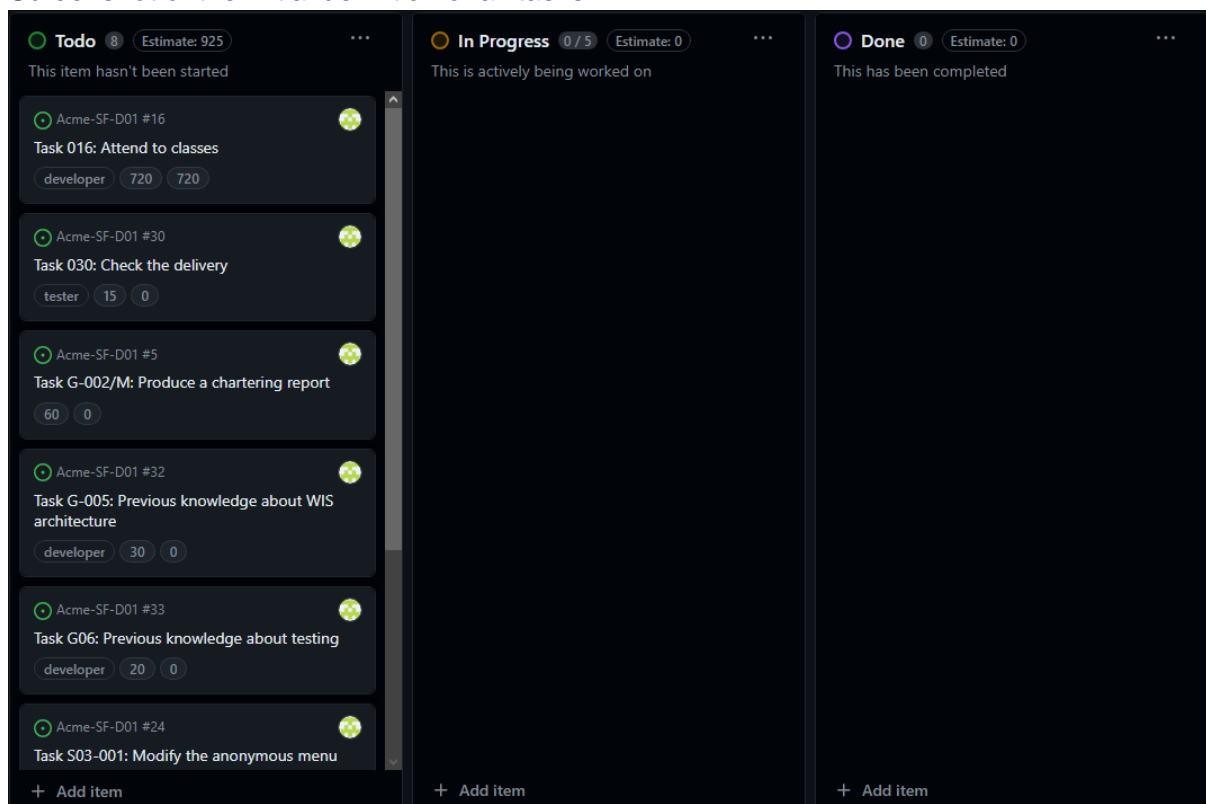 Todo 8 Estimate: 925 ...
This item hasn't been started
Acme-SF-D01 #16
Task 016: Attend to classes
developer 720 720
Acme-SF-D01 #30
Task 030: Check the delivery
tester 15 0
Acme-SF-D01 #5
Task G-002/M: Produce a chartering report
60 0
Acme-SF-D01 #32
Task G-005: Previous knowledge about WIS
architecture
developer 30 0
Acme-SF-D01 #33
Task G06: Previous knowledge about testing
developer 20 0
Acme-SF-D01 #24
Task S03-001: Modify the anonymous menu
+ Add item
In Progress 0 / 5 Estimate: 0 ...
This is actively being worked on
+ Add item
Done 0 Estimate: 0 ...
This has been completed
+ Add item